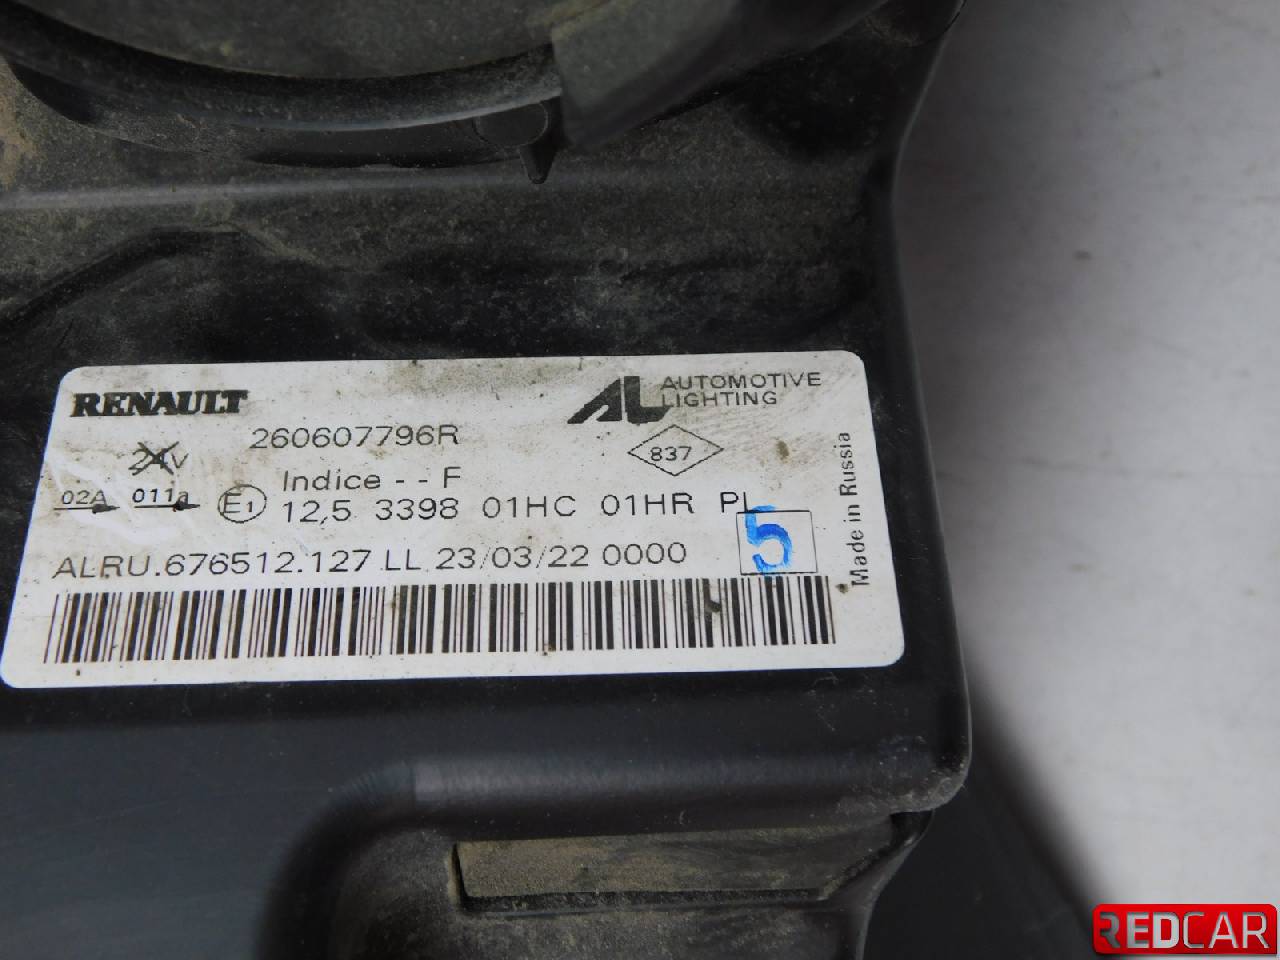 RENAULT
AL AUTOMOTIVE
LIGHTING
260607796R
24V
837
Indice - - F
02A 011a E1 12,5 3398 01HC 01HR PL
5
ALRU.676512.127 LL 23/03/22 0000
Made in Russia
REDCAR